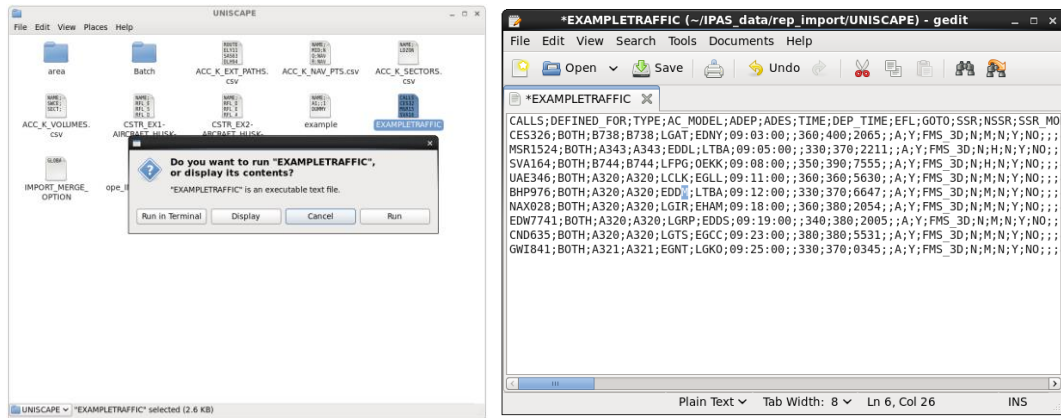 UNISCAPE
File Edit View Places Help
area
Batch
ACC_K_EXT_PATHS.
csv
ACC_K_NAV_PTS.csv
ACC_K_SECTORS.
csv
ACC_K_VOLUMES.
csv
CSTR_EX1-
AIRCRAFT_HUSK-
CSTR_EX2-
AIRCRAFT_HUSK-
example
EXAMPLETRAFFIC
IMPORT_MERGE_
OPTION
Do you want to run "EXAMPLETRAFFIC",
or display its contents?
"EXAMPLETRAFFIC" is an executable text file.
Run in Terminal Display Cancel Run
UNISCAPE "EXAMPLETRAFFIC" selected (2.6 KB)
*EXAMPLETRAFFIC (~/IPAS_data/rep_import/UNISCAPE) - gedit
File Edit View Search Tools Documents Help
Open Save Undo
*EXAMPLETRAFFIC
CALLS;DEFINED_FOR;TYPE;AC_MODEL;ADEP;ADES;TIME;DEP_TIME;EFL;GOTO;SSR;NSSR;SSR_MO
CES326;BOTH;B738;B738;LGAT;EDNY;09:03:00;;360;400;2065;;A;Y;FMS_3D;N;M;N;Y;NO;;;
MSR1524;BOTH;A343;A343;EDDL;LTBA;09:05:00;;330;370;2211;;A;Y;FMS_3D;N;H;N;Y;NO;;
SVA164;BOTH;B744;B744;LFPG;OEKK;09:08:00;;350;390;7555;;A;Y;FMS_3D;N;H;N;Y;NO;;;
UAE346;BOTH;A320;A320;LCLK;EGLL;09:11:00;;360;360;5630;;A;Y;FMS_3D;N;M;N;Y;NO;;;
BHP976;BOTH;A320;A320;EDDM;LTBA;09:12:00;;330;370;6647;;A;Y;FMS_3D;N;M;N;Y;NO;;;
NAX028;BOTH;A320;A320;LGIR;EHAM;09:18:00;;360;380;2054;;A;Y;FMS_3D;N;M;N;Y;NO;;;
EDW7741;BOTH;A320;A320;LGRP;EDDS;09:19:00;;340;380;2005;;A;Y;FMS_3D;N;M;N;Y;NO;;
CND635;BOTH;A320;A320;LGTS;EGCC;09:23:00;;380;380;5531;;A;Y;FMS_3D;N;M;N;Y;NO;;;
GWI841;BOTH;A321;A321;EGNT;LGKO;09:25:00;;330;370;0345;;A;Y;FMS_3D;N;M;N;Y;NO;;;
Plain Text Tab Width: 8 Ln 6, Col 26 INS